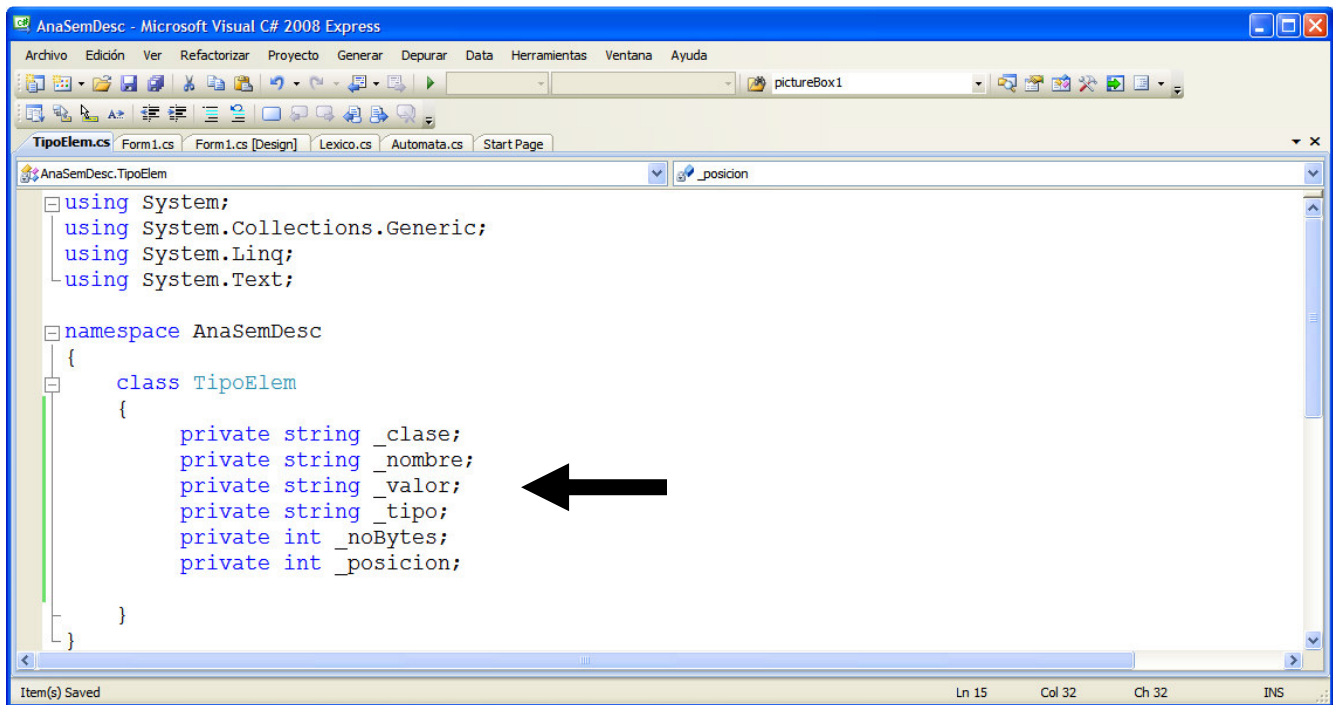 AnaSemDesc - Microsoft Visual C# 2008 Express
Archivo Edición Ver Refactorizar Proyecto Generar Depurar Data Herramientas Ventana Ayuda
pictureBox1
TipoElem.cs Form1.cs Form1.cs [Design] Lexico.cs Automata.cs Start Page
AnaSemDesc.TipoElem _posicion
using System;
using System.Collections.Generic;
using System.Linq;
using System.Text;
namespace AnaSemDesc
{
class TipoElem
{
private string _clase;
private string _nombre;
private string _valor;
private string _tipo;
private int _noBytes;
private int _posicion;
}
}
Item(s) Saved Ln 15 Col 32 Ch 32 INS